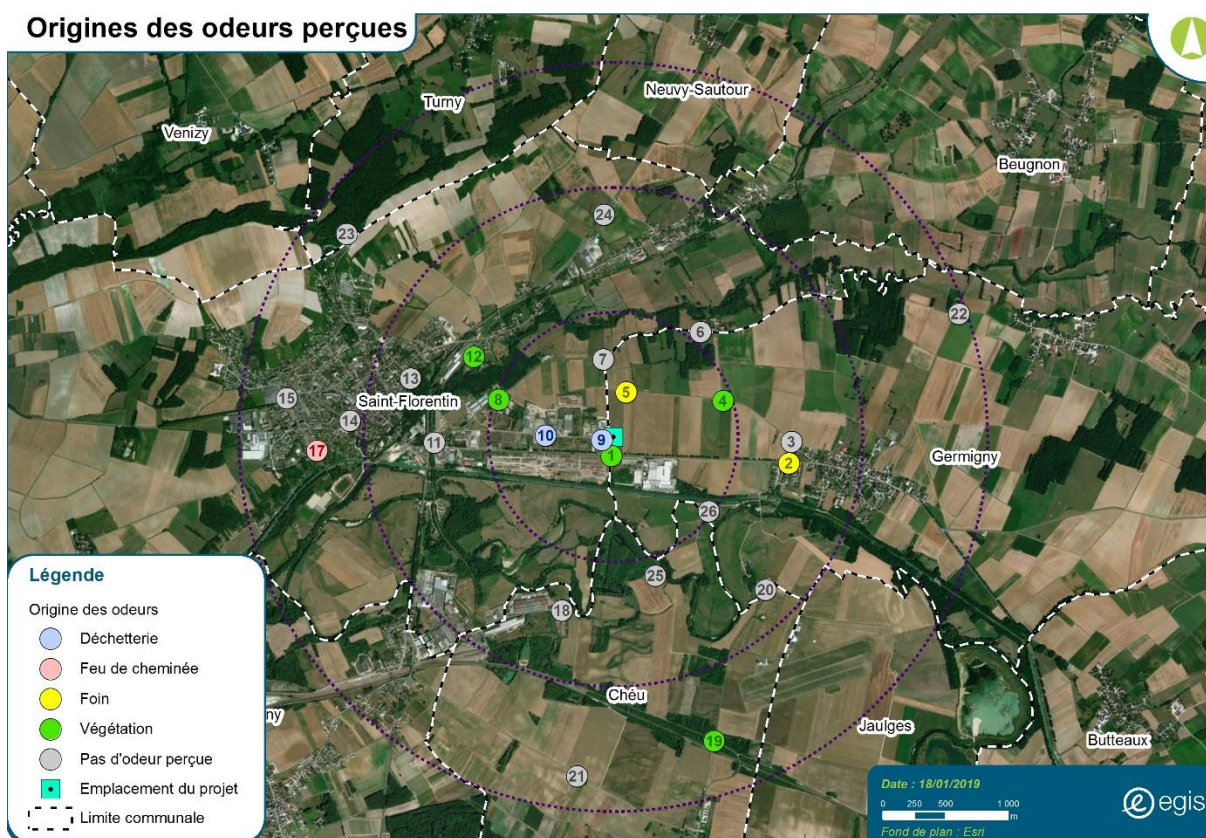 Origines des odeurs perçues
Neuvy-Sautour
Turny
Venizy
Beugnon
24
23
22
6
7
12
13
5
15
8
4
Saint-Florentin
14
10
9
11
3
17
1
2
Germigny
26
25
20
18
Chéu
ny
19
Jaulges
Butteaux
21
Légende
Origine des odeurs
Déchetterie
Feu de cheminée
Foin
Végétation
Pas d'odeur perçue
Emplacement du projet
Limite communale
Date : 18/01/2019
0 250 500 1 000
m
Fond de plan : Esri
egis